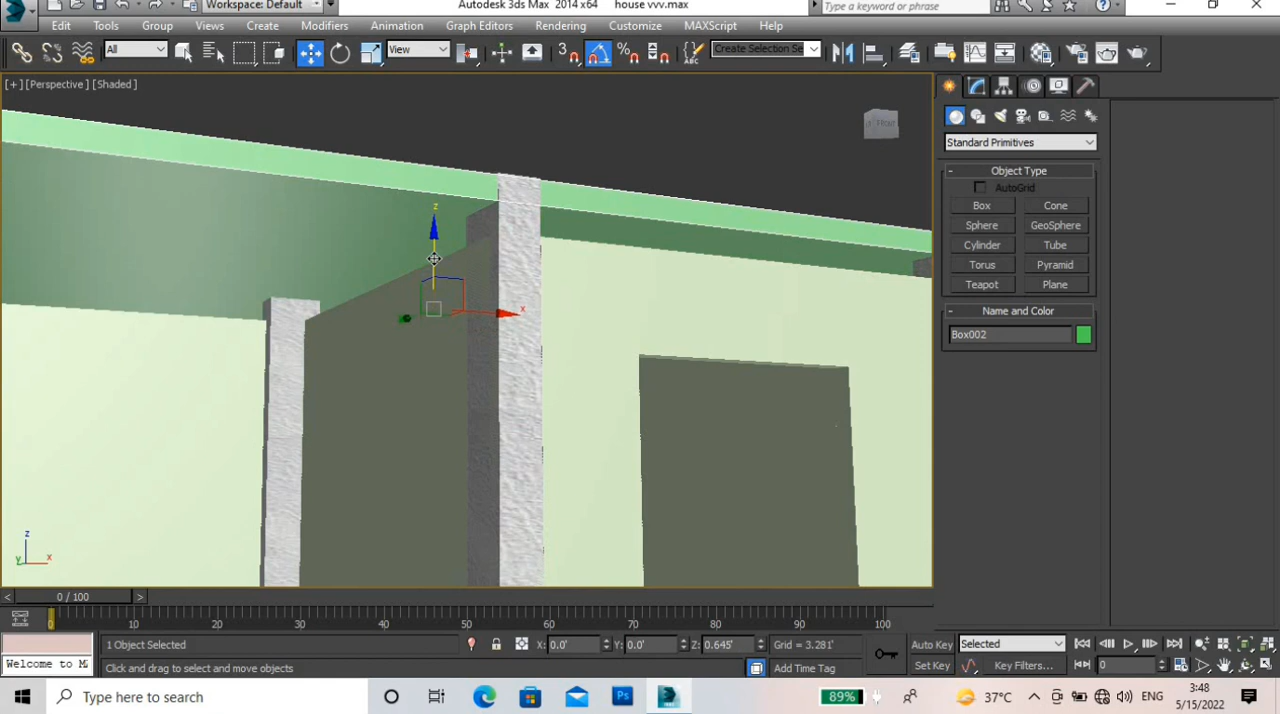 Workspace: Default
Autodesk 3ds Max  2014 x64
house vvv.max
Type a keyword or phrase
Edit Tools Group Views Create Modifiers Animation Graph Editors Rendering Customize MAXScript Help
All
View
3
Create Selection Se
ABC
[+] [Perspective] [Shaded]
FRONT
Standard Primitives
- Object Type
AutoGrid
Box Cone
Sphere GeoSphere
Cylinder Tube
Torus Pyramid
Teapot Plane
- Name and Color
Box002
z
x
z
y x
< 0 / 100 >
0 10 20 30 40 50 60 70 80 90 100
1 Object Selected
X: 0.0' Y: 0.0' Z: 0.645' Grid = 3.281'
Auto Key Selected
Welcome to M
Click and drag to select and move objects
Add Time Tag
Set Key Key Filters... 0
Type here to search
Ps
89%
37°C
ENG
3:48
5/15/2022